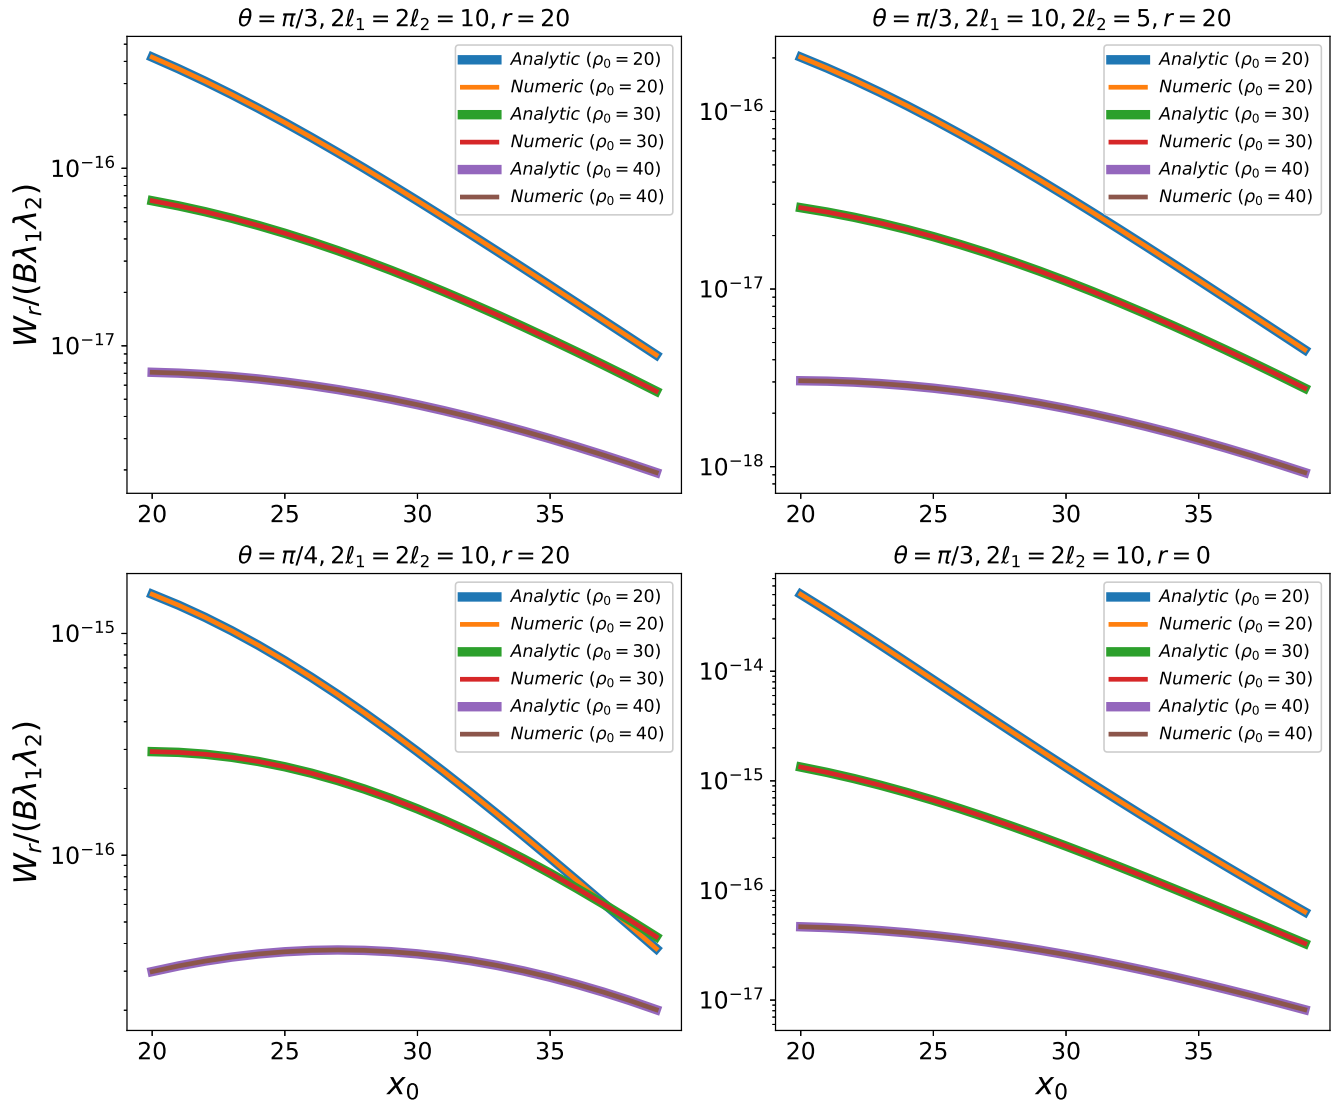 θ = π/3, 2ℓ₁ = 2ℓ₂ = 10, r = 20
Analytic (ρ₀ = 20)
Numeric (ρ₀ = 20)
Analytic (ρ₀ = 30)
Numeric (ρ₀ = 30)
Analytic (ρ₀ = 40)
Numeric (ρ₀ = 40)
10⁻¹⁶
10⁻¹⁷
W_r/(Bλ₁λ₂)
20 25 30 35
θ = π/3, 2ℓ₁ = 10, 2ℓ₂ = 5, r = 20
Analytic (ρ₀ = 20)
Numeric (ρ₀ = 20)
Analytic (ρ₀ = 30)
Numeric (ρ₀ = 30)
Analytic (ρ₀ = 40)
Numeric (ρ₀ = 40)
10⁻¹⁶
10⁻¹⁷
10⁻¹⁸
20 25 30 35
θ = π/4, 2ℓ₁ = 2ℓ₂ = 10, r = 20
Analytic (ρ₀ = 20)
Numeric (ρ₀ = 20)
Analytic (ρ₀ = 30)
Numeric (ρ₀ = 30)
Analytic (ρ₀ = 40)
Numeric (ρ₀ = 40)
10⁻¹⁵
10⁻¹⁶
W_r/(Bλ₁λ₂)
20 25 30 35
x₀
θ = π/3, 2ℓ₁ = 2ℓ₂ = 10, r = 0
Analytic (ρ₀ = 20)
Numeric (ρ₀ = 20)
Analytic (ρ₀ = 30)
Numeric (ρ₀ = 30)
Analytic (ρ₀ = 40)
Numeric (ρ₀ = 40)
10⁻¹⁴
10⁻¹⁵
10⁻¹⁶
10⁻¹⁷
20 25 30 35
x₀